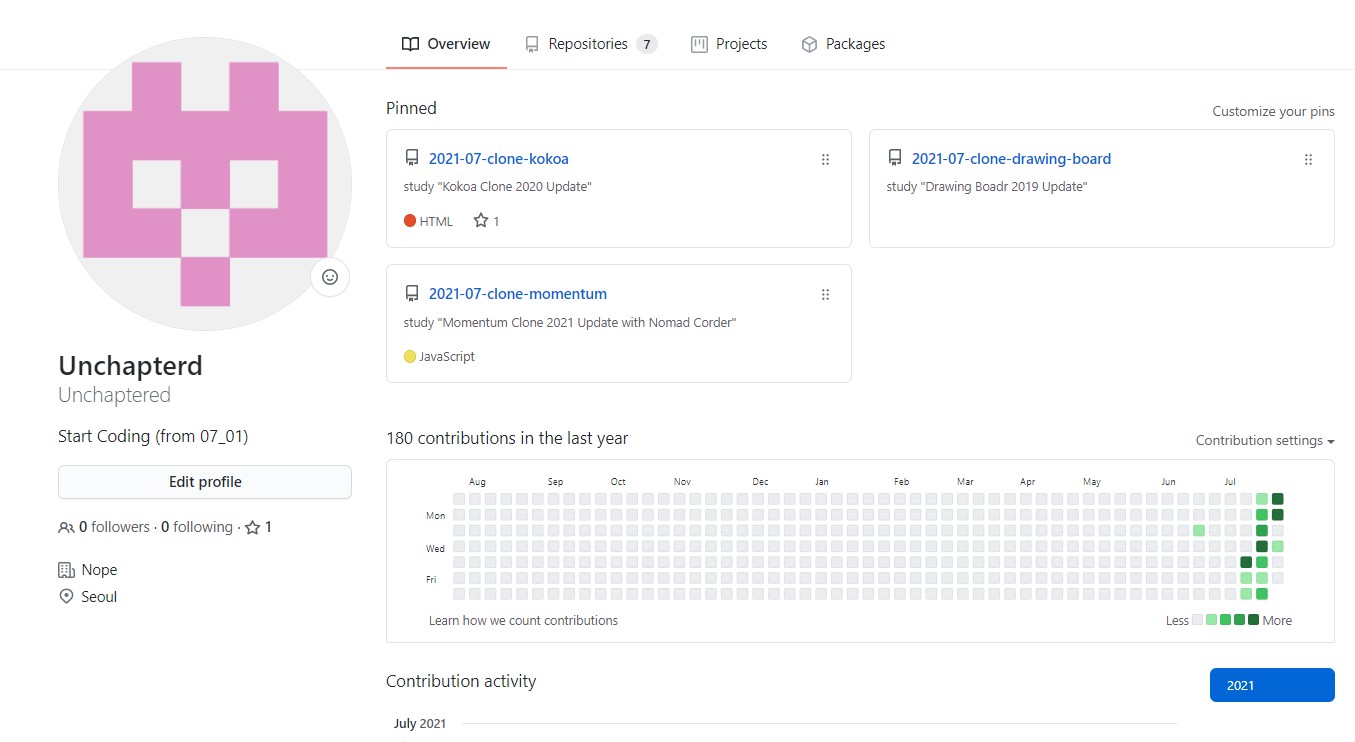 Overview Repositories 7 Projects Packages
Pinned
Customize your pins
2021-07-clone-kokoa
study "Kokoa Clone 2020 Update"
HTML 1
2021-07-clone-drawing-board
study "Drawing Boadr 2019 Update"
2021-07-clone-momentum
study "Momentum Clone 2021 Update with Nomad Corder"
JavaScript
Unchapterd
Unchaptered
Start Coding (from 07_01)
Edit profile
0 followers · 0 following · 1
Nope
Seoul
180 contributions in the last year
Contribution settings
Aug Sep Oct Nov Dec Jan Feb Mar Apr May Jun Jul
Mon
Wed
Fri
Learn how we count contributions
Less More
Contribution activity
2021
July 2021